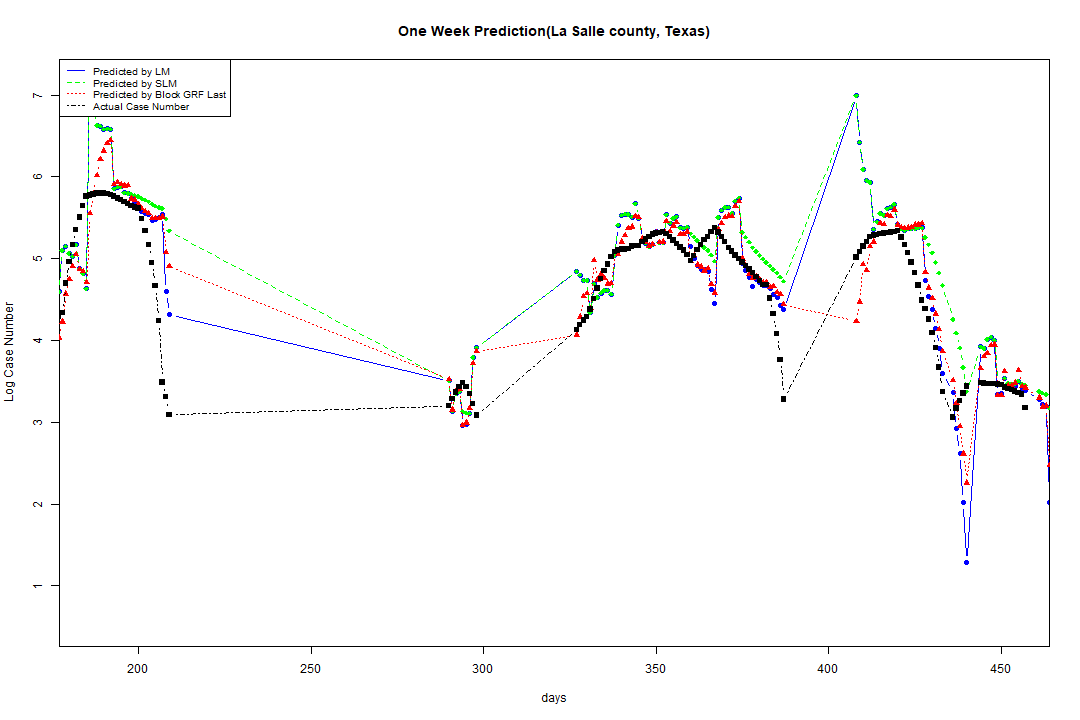 One Week Prediction(La Salle county, Texas)
Predicted by LM
Predicted by SLM
Predicted by Block GRF Last
Actual Case Number
Log Case Number
7
6
5
4
3
2
1
200 250 300 350 400 450
days